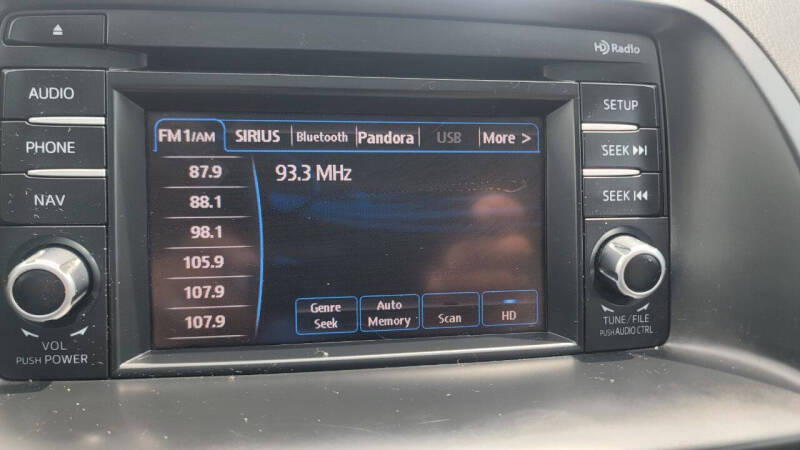 HD Radio
AUDIO
PHONE
NAV
VOL
PUSH POWER
FM1/AM SIRIUS Bluetooth Pandora USB More >
87.9
88.1
98.1
105.9
107.9
107.9
93.3 MHz
Genre
Seek
Auto
Memory
Scan
HD
SETUP
SEEK
SEEK
TUNE/FILE
PUSH AUDIO CTRL